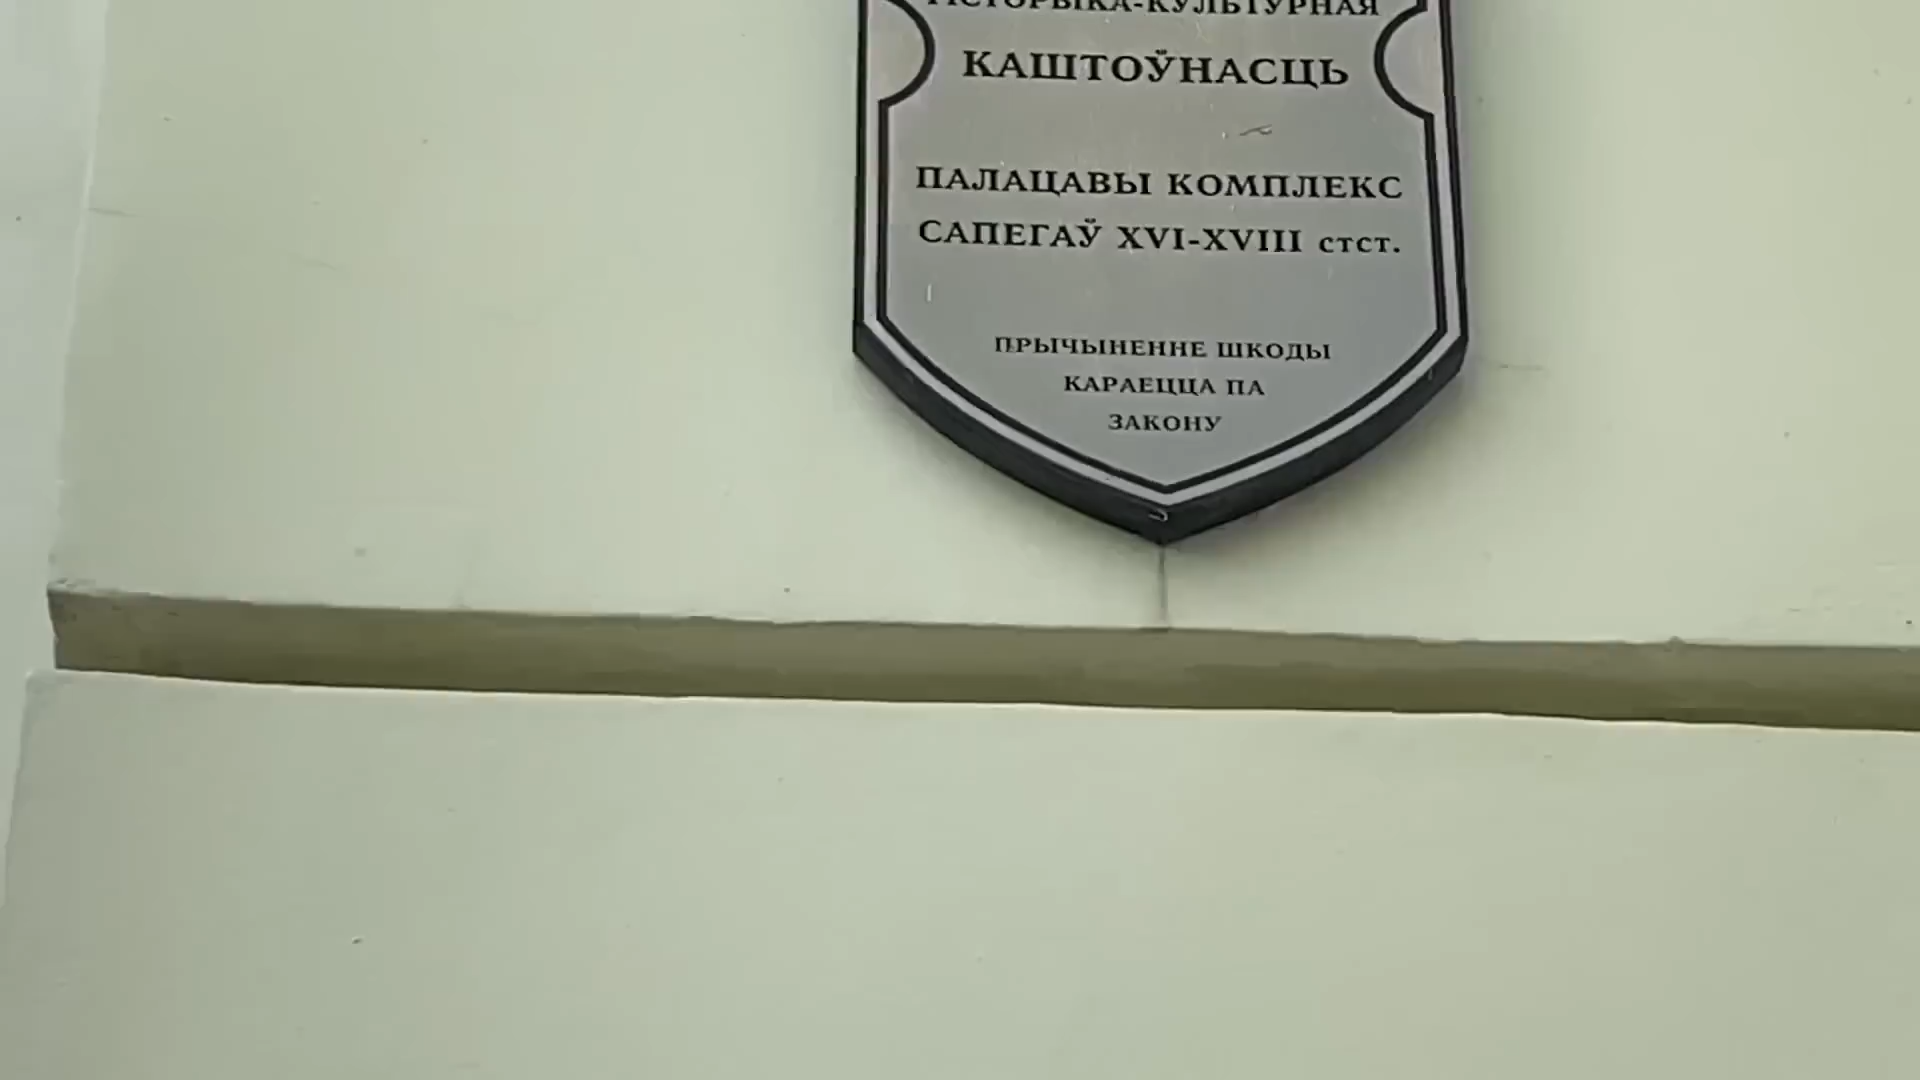 ГІСТОРЫКА-КУЛЬТУРНАЯ
КАШТОЎНАСЦЬ
ПАЛАЦАВЫ КОМПЛЕКС
САПЕГАЎ XVI-XVIII стст.
ПРЫЧЫНЕННЕ ШКОДЫ
КАРАЕЦЦА ПА
ЗАКОНУ